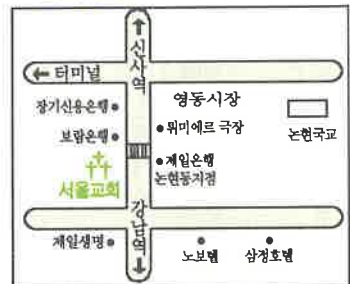 ↑
신사역
← 터미널
장기신용은행
영동시장
뤼미에르 극장
논현국교
보람은행
제일은행
논현동지점
서울교회
강남역
↓
제일생명
노보텔
삼정호텔